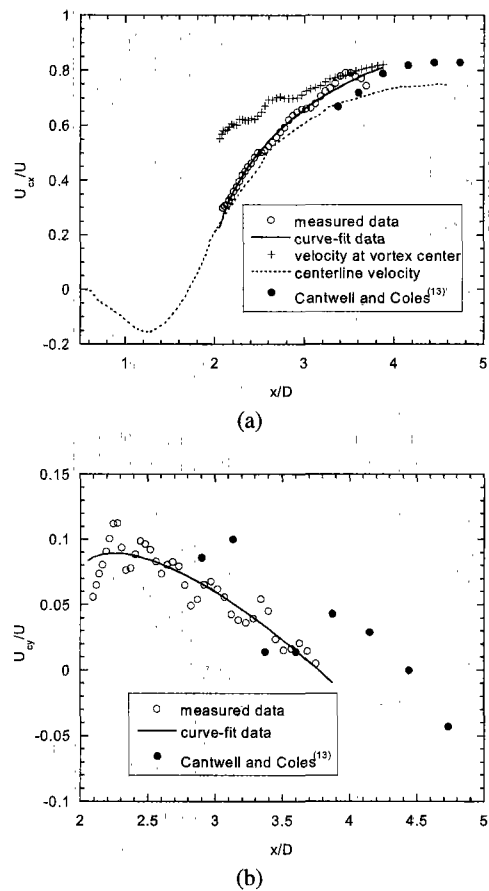 (a)
1
0.8
0.6
0.4
0.2
0
-0.2
U_cx/U
measured data
curve-fit data
velocity at vortex center
centerline velocity
Cantwell and Coles(13)
1 2 3 4 5
x/D
(a)
0.15
0.1
0.05
0
-0.05
-0.1
U_cy/U
measured data
curve-fit data
Cantwell and Coles(13)
2 2.5 3 3.5 4 4.5 5
x/D
(b)